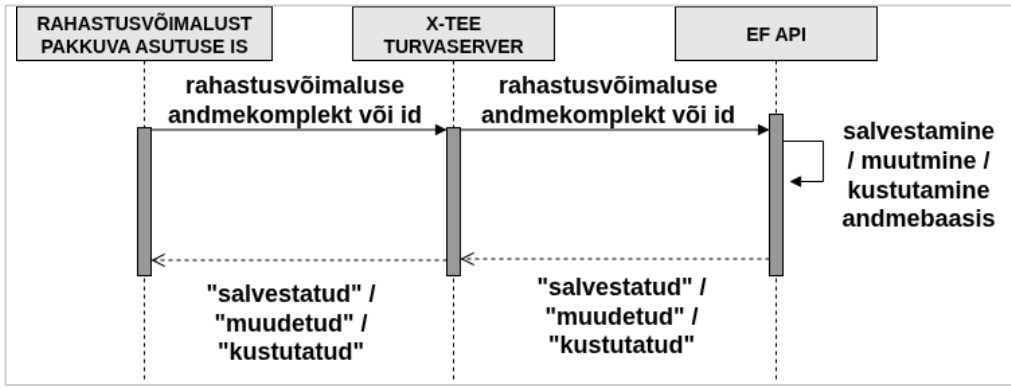 RAHASTUSVÕIMALUST
PAKKUVA ASUTUSE IS
X-TEE
TURVASERVER
EF API
rahastusvõimaluse
andmekomplekt või id
rahastusvõimaluse
andmekomplekt või id
salvestamine
/ muutmine /
kustutamine
andmebaasis
"salvestatud" /
"muudetud" /
"kustutatud"
"salvestatud" /
"muudetud" /
"kustutatud"